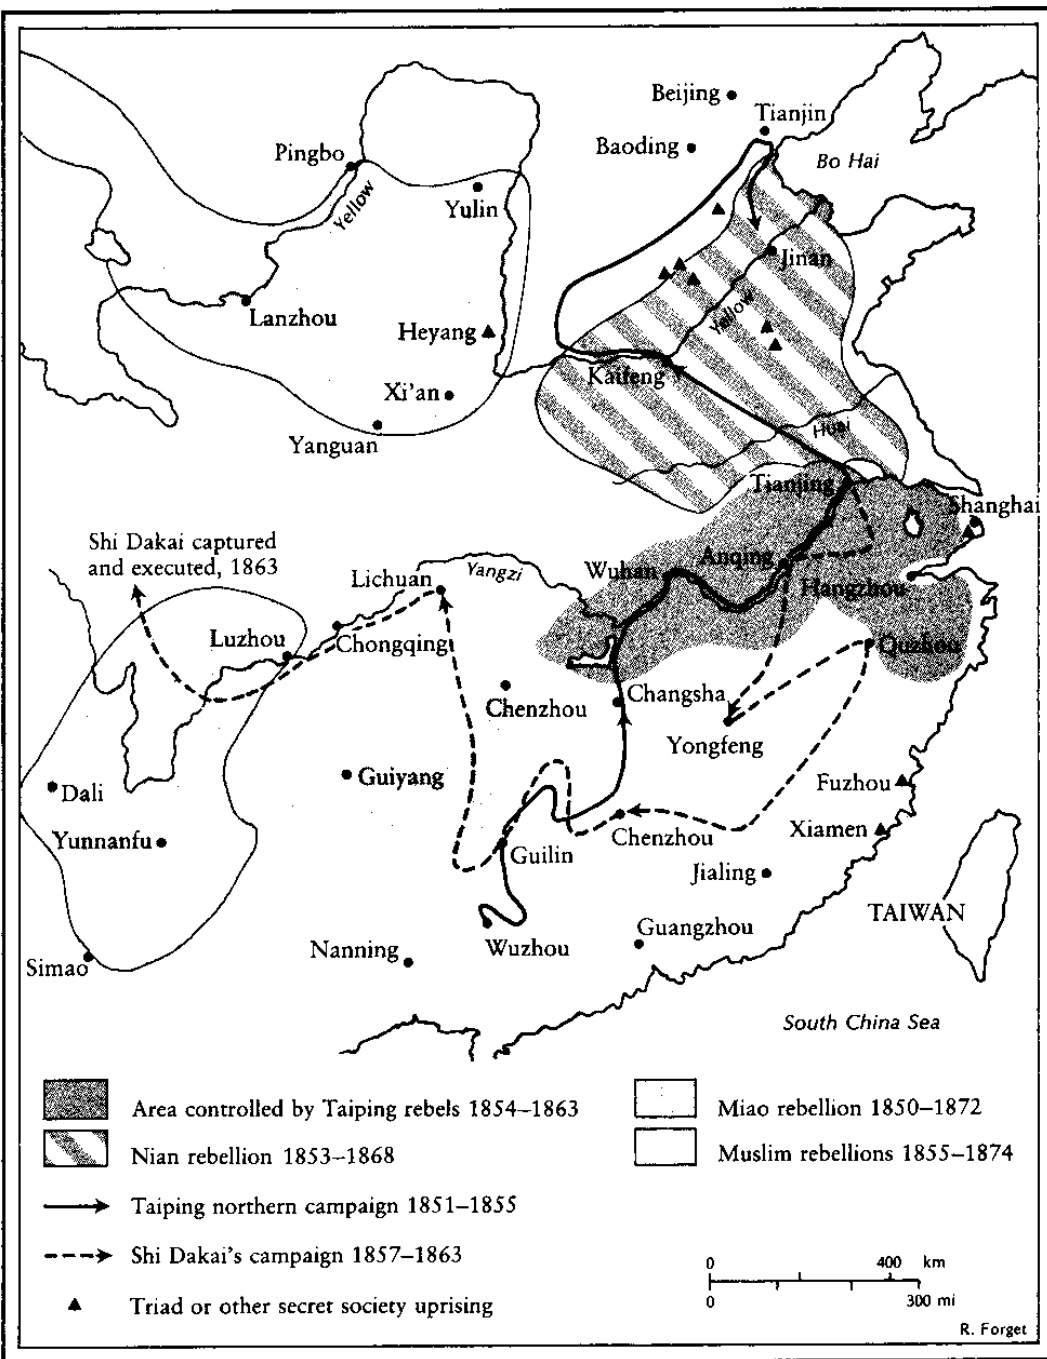 Beijing
Tianjin
Baoding
Bo Hai
Pingbo
Yellow
Yulin
Jinan
Lanzhou
Yellow
Heyang
Kaifeng
Xi'an
Yanguan
Huai
Tianjing
Shanghai
Shi Dakai captured
and executed, 1863
Anqing
Lichuan
Yangzi
Wuhan
Hangzhou
Luzhou
Chongqing
Quzhou
Chenzhou
Changsha
Yongfeng
Guiyang
Dali
Fuzhou
Yunnanfu
Guilin
Chenzhou
Xiamen
Jialing
TAIWAN
Wuzhou
Guangzhou
Nanning
Simao
South China Sea
Area controlled by Taiping rebels 1854–1863
Nian rebellion 1853–1868
Taiping northern campaign 1851–1855
Shi Dakai's campaign 1857–1863
Triad or other secret society uprising
Miao rebellion 1850–1872
Muslim rebellions 1855–1874
0 400 km
0 300 mi
R. Forget